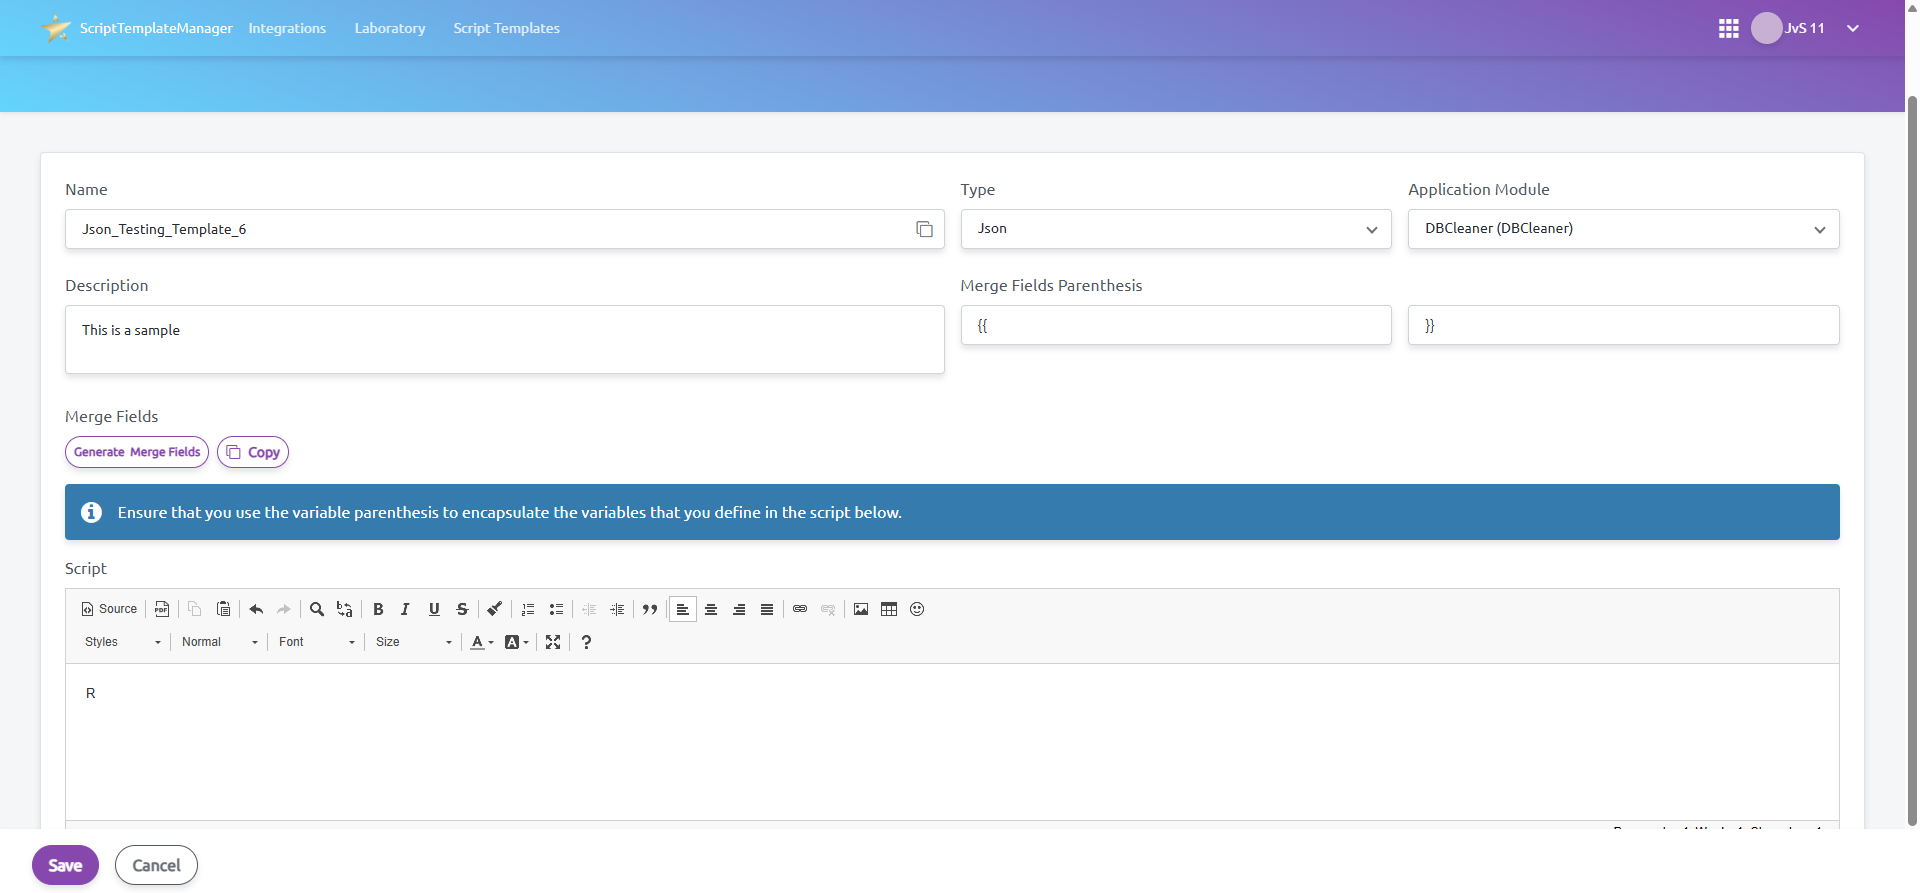 ScriptTemplateManager Integrations Laboratory Script Templates JvS 11
Name Type Application Module
Json_Testing_Template_6 Json DBCleaner (DBCleaner)
Description Merge Fields Parenthesis
This is a sample {{ }}
Merge Fields
Generate Merge Fields Copy
Ensure that you use the variable parenthesis to encapsulate the variables that you define in the script below.
Script
Source
Styles Normal Font Size
R
Save Cancel